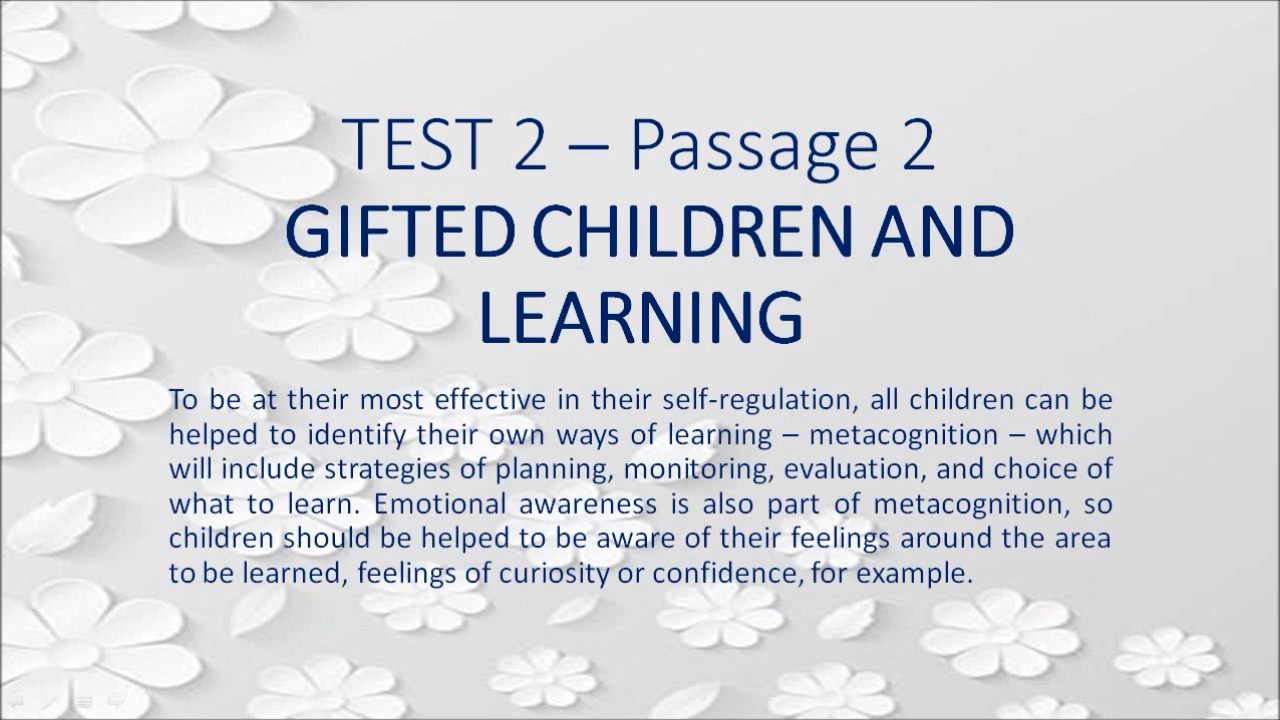 TEST 2 – Passage 2
GIFTED CHILDREN AND
LEARNING
To be at their most effective in their self-regulation, all children can be
helped to identify their own ways of learning – metacognition – which
will include strategies of planning, monitoring, evaluation, and choice of
what to learn. Emotional awareness is also part of metacognition, so
children should be helped to be aware of their feelings around the area
to be learned, feelings of curiosity or confidence, for example.